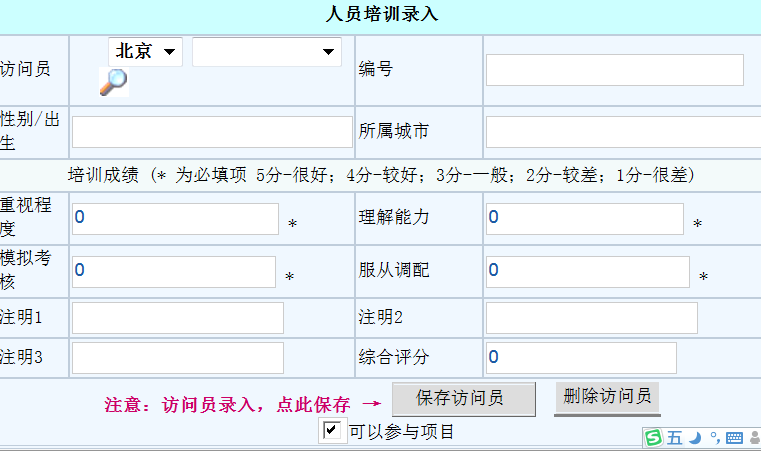 人员培训录入
访问员 北京 编号
性别/出生 所属城市
培训成绩 (* 为必填项 5分-很好; 4分-较好; 3分-一般; 2分-较差; 1分-很差)
重视程度 0 * 理解能力 0 *
模拟考核 0 * 服从调配 0 *
注明1 注明2
注明3 综合评分 0
注意: 访问员录入, 点此保存 → 保存访问员 删除访问员
可以参与项目
S 五